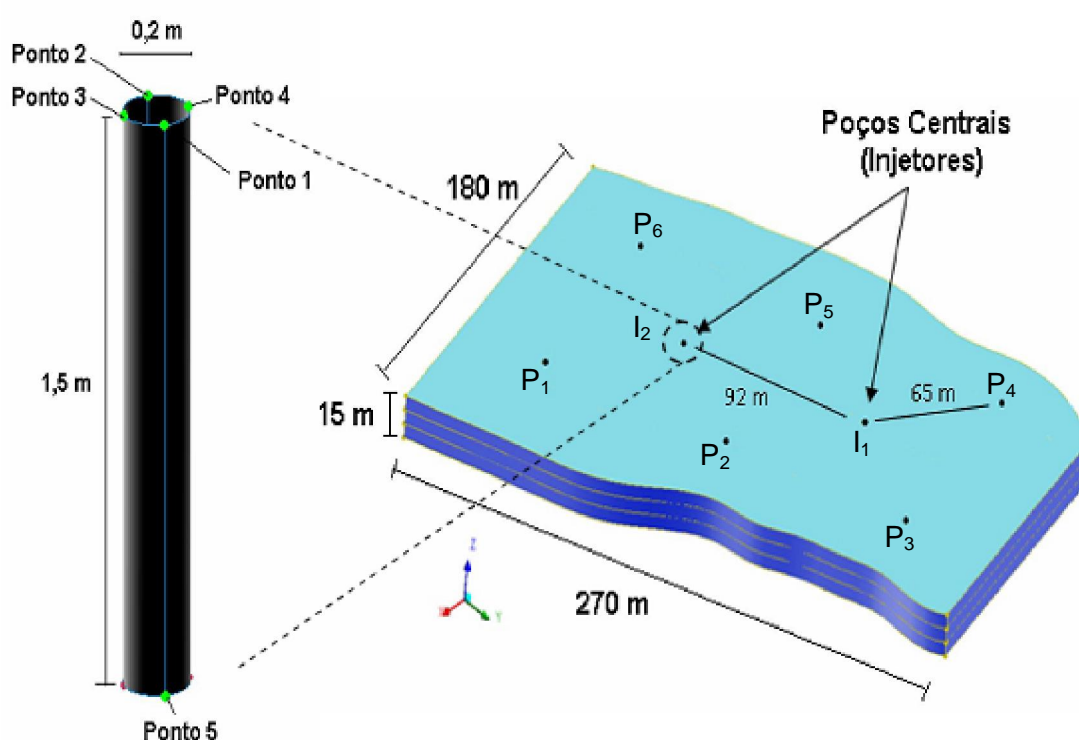 0,2 m
Ponto 2
Ponto 3
Ponto 4
Ponto 1
1,5 m
Ponto 5
Poços Centrais
(Injetores)
180 m
P6
P5
I2
P1
92 m
65 m
P4
I1
15 m
P2
P3
270 m
Z
Y